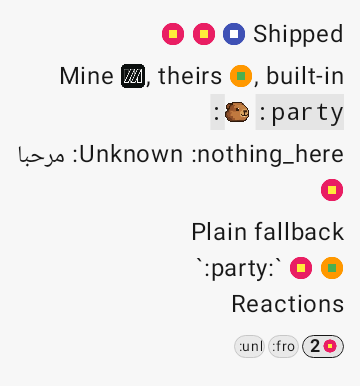 Shipped
Mine , theirs , built-in
: :party
مرحبا :Unknown :nothing_here
Plain fallback
`:party:`
Reactions
:unl :fro 2